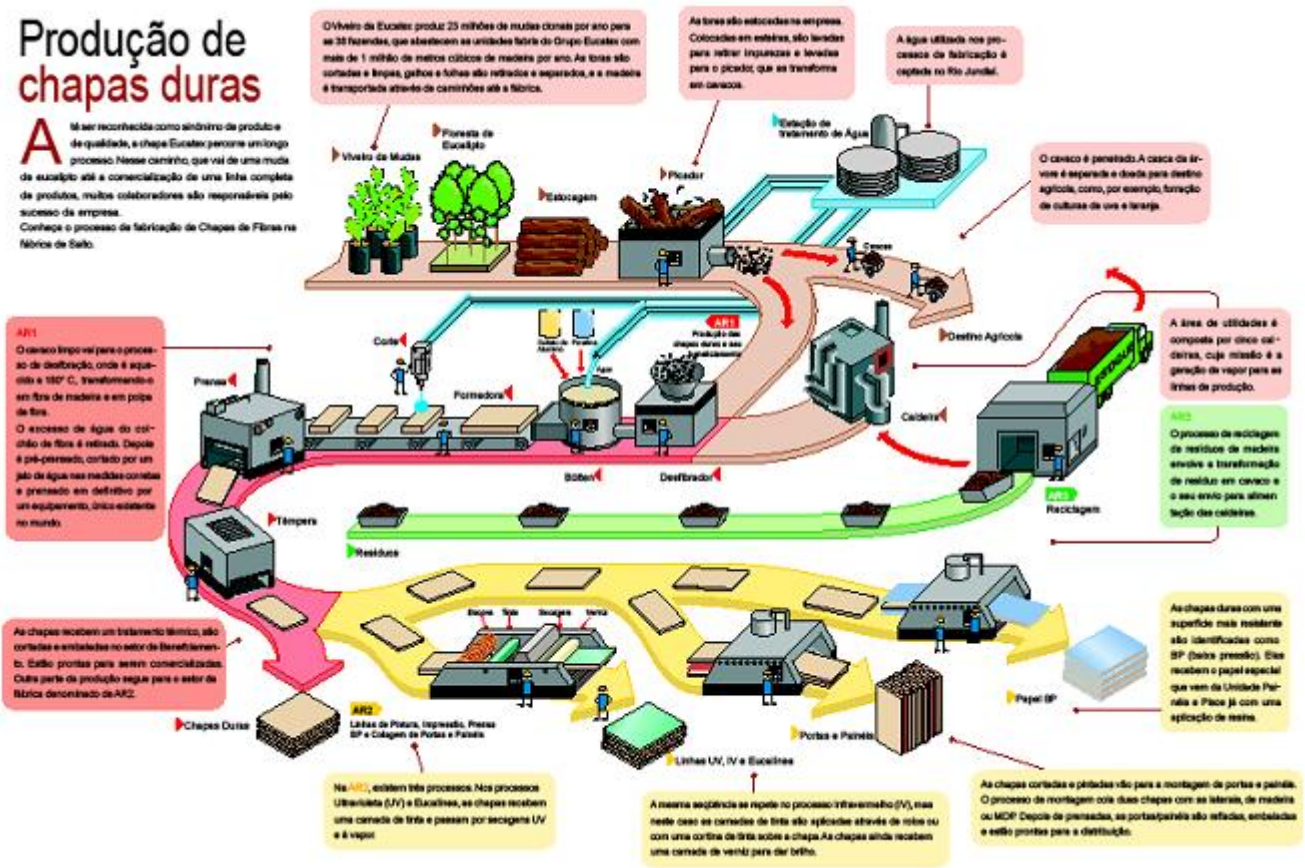 Produção de
chapas duras
Até ser reconhecida como sinônimo de produto e
de qualidade, a chapa Eucatex percorre um longo
processo. Nesse caminho, que vai de uma muda
de eucalipto até a comercialização de uma linha completa
de produtos, muitos colaboradores são responsáveis pelo
sucesso da empresa.
Conheça o processo de fabricação de Chapas de Fibras na
fábrica de Salto.
O Viveiro da Eucatex produz 23 milhões de mudas clonais por ano para
as 38 fazendas, que abastecem as unidades fabris do Grupo Eucatex com
mais de 1 milhão de metros cúbicos de madeira por ano. As toras são
cortadas e limpas, galhos e folhas são retirados e separados, e a madeira
é transportada através de caminhões até a fábrica.
As toras são estocadas na empresa.
Colocadas em esteiras, são lavadas
para retirar impurezas e levadas
para o picador, que as transforma
em cavacos.
A água utilizada nos pro-
cessos de fabricação é
captada no Rio Jundiaí.
Estação de
tratamento de Água
Viveiro de Mudas
Floresta de
Eucalipto
Estocagem
Picador
O cavaco é peneirado. A casca da ár-
vore é separada e doada para destino
agrícola, como, por exemplo, forração
de culturas de uva e laranja.
Cascas
Destino Agrícola
AR1
O cavaco limpo vai para o proces-
so de desfibração, onde é aque-
cido a 180° C, transformando-o
em fibra de madeira e em polpa
de fibra.
O excesso de água do col-
chão de fibra é retirado. Depois
é pré-prensado, cortado por um
jato de água nas medidas corretas
e prensado em definitivo por
um equipamento, único existente
no mundo.
Prensa
Corte
Formadora
Sulfato de
Alumínio
Parafina
AR1
Produção das
chapas duras e seu
Bütten
Desfibrador
Caldeira
A área de utilidades é
composta por cinco cal-
deiras, cuja missão é a
geração de vapor para as
linhas de produção.
O processo de reciclagem
de resíduos de madeira
envolve a transformação
de resíduo em cavaco e
o seu envio para alimen
tação das caldeiras.
AR3
Reciclagem
Resíduos
Têmpera
As chapas recebem um tratamento térmico, são
cortadas e embaladas no setor de Beneficiamen-
to. Estão prontas para serem comercializadas.
Outra parte da produção segue para o setor da
fábrica denominado de AR2.
Chapas Duras
Tinta
Secagem
Verniz
AR2
Linhas de Pintura, Impressão, Prensa
BP e Colagem de Portas e Painéis
Linhas UV, IV e Eucalines
Portas e Painéis
Papel BP
As chapas duras com uma
superfície mais resistente
são identificadas como
BP (baixa pressão). Elas
recebem o papel especial
que vem da Unidade Pai-
néis e Pisos já com uma
aplicação de resina.
Na AR2, existem três processos. Nos processos
Ultravioleta (UV) e Eucalines, as chapas recebem
uma camada de tinta e passam por secagens UV
e à vapor.
A mesma seqüência se repete no processo Infravermelho (IV), mas
neste caso as camadas de tinta são aplicadas através de rolos ou
com uma cortina de tinta sobre a chapa. As chapas ainda recebem
uma camada de verniz para dar brilho.
As chapas cortadas e pintadas vão para a montagem de portas e painéis.
O processo de montagem cola duas chapas com as laterais, de madeira
ou MDP. Depois de prensadas, as portas/painéis são refiladas, embaladas
e estão prontas para a distribuição.